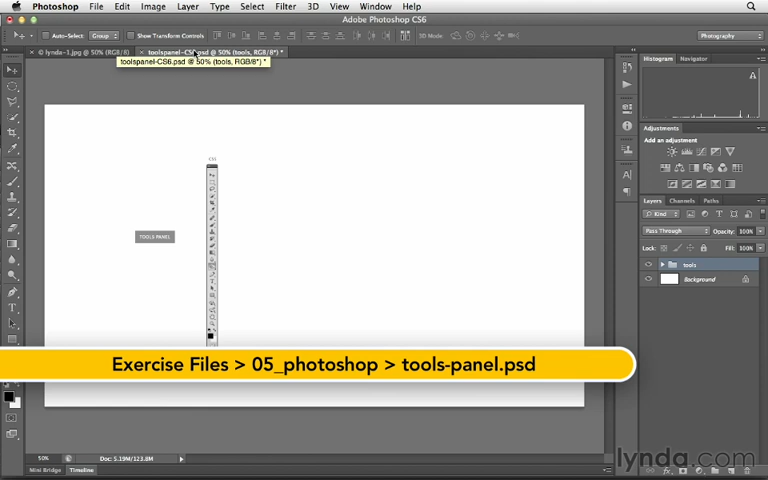 Photoshop File Edit Image Layer Type Select Filter 3D View Window Help
Adobe Photoshop CS6
Auto-Select: Group Show Transform Controls 3D Mode: Photography
© lynda-1.jpg @ 50% (RGB/8) toolspanel-CS6.psd @ 50% (tools, RGB/8*) *
toolspanel-CS6.psd @ 50% (tools, RGB/8*) *
Histogram Navigator
Adjustments
Add an adjustment
CS6
TOOLS PANEL
Layers Channels Paths
Kind
Pass Through Opacity: 100%
Lock: Fill: 100%
tools
Background
Exercise Files > 05_photoshop > tools-panel.psd
50% Doc: 5.19M/123.8M
Mini Bridge Timeline
lynda.com